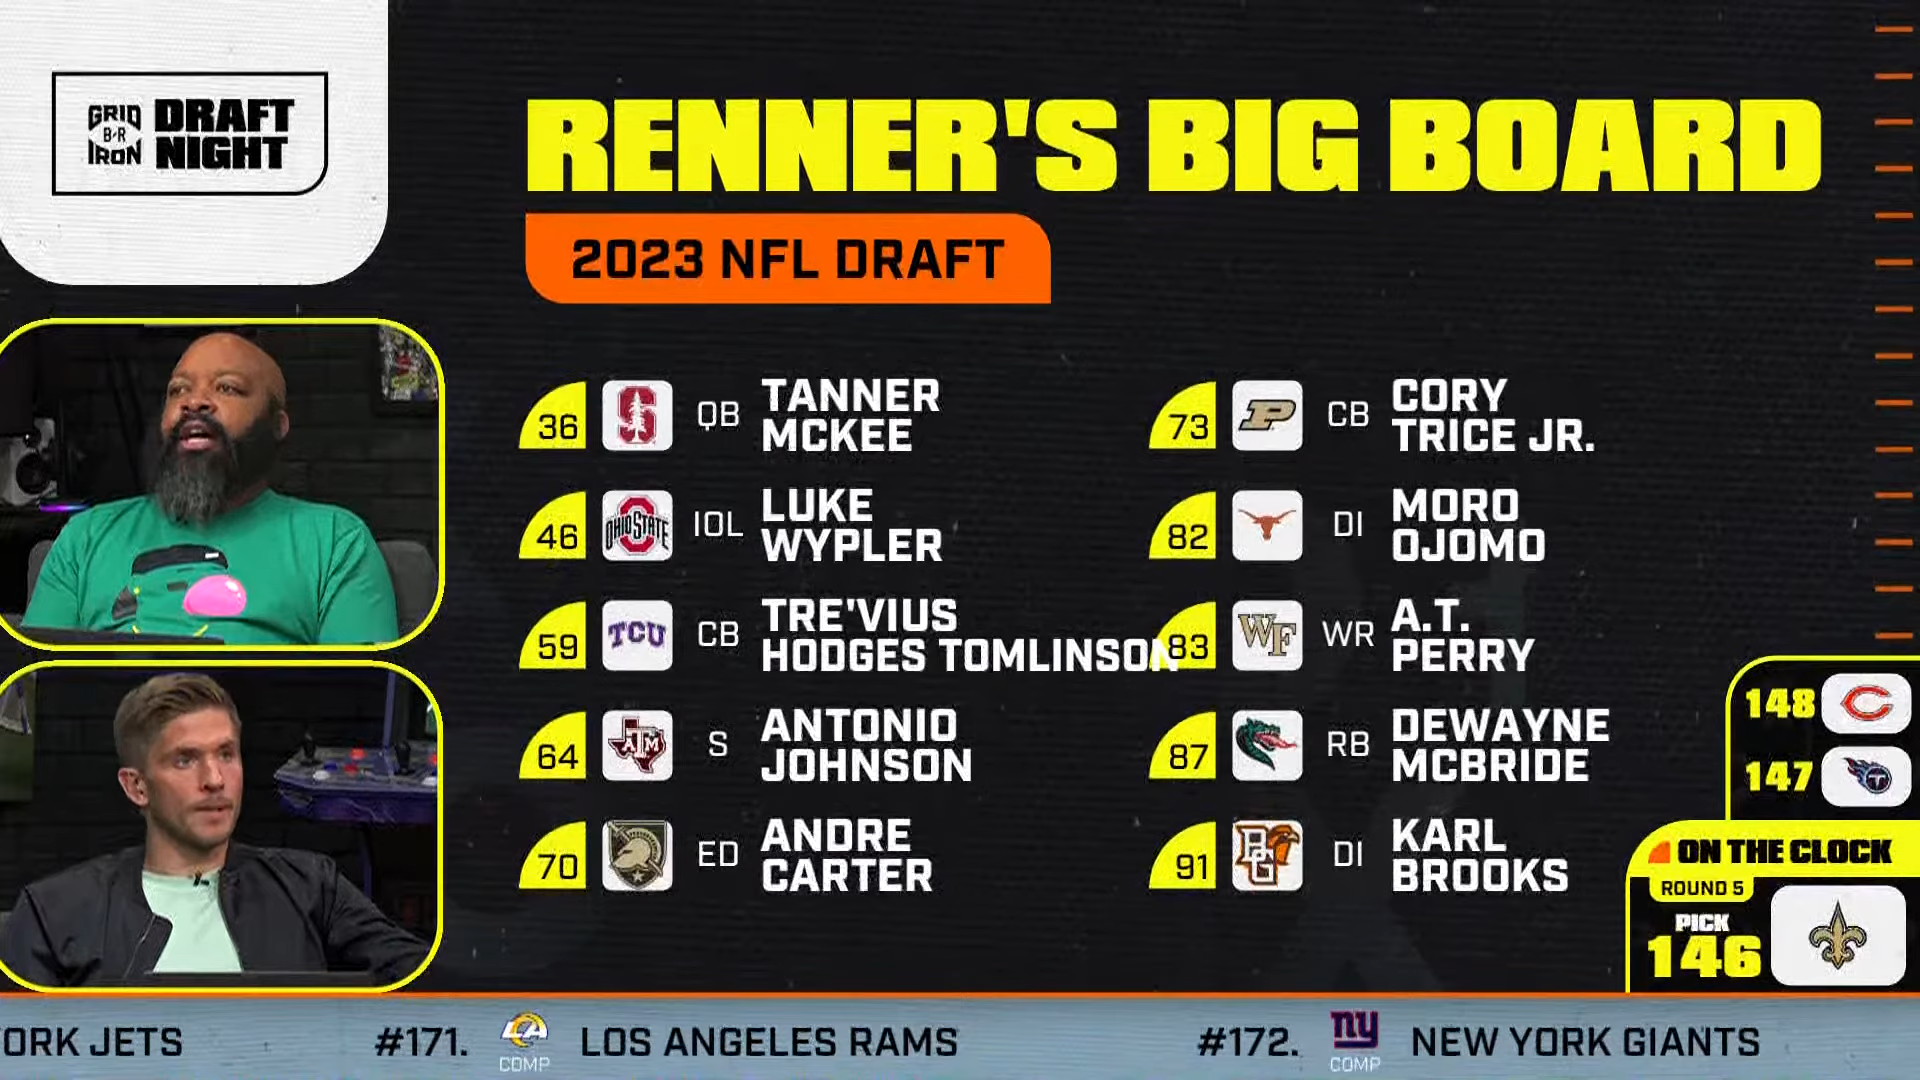 GRID
B-R
IRON
DRAFT
NIGHT
RENNER'S BIG BOARD
2023 NFL DRAFT
36 QB TANNER
MCKEE
46 OHIO STATE IOL LUKE
WYPLER
59 TCU CB TRE'VIUS
HODGES TOMLINSON
64 ATM S ANTONIO
JOHNSON
70 ED ANDRE
CARTER
73 P CB CORY
TRICE JR.
82 DI MORO
OJOMO
83 WF WR A.T.
PERRY
87 RB DEWAYNE
MCBRIDE
91 BG DI KARL
BROOKS
148 C
147 T
ON THE CLOCK
ROUND 5
PICK
146
ORK JETS #171. LA COMP LOS ANGELES RAMS #172. ny COMP NEW YORK GIANTS